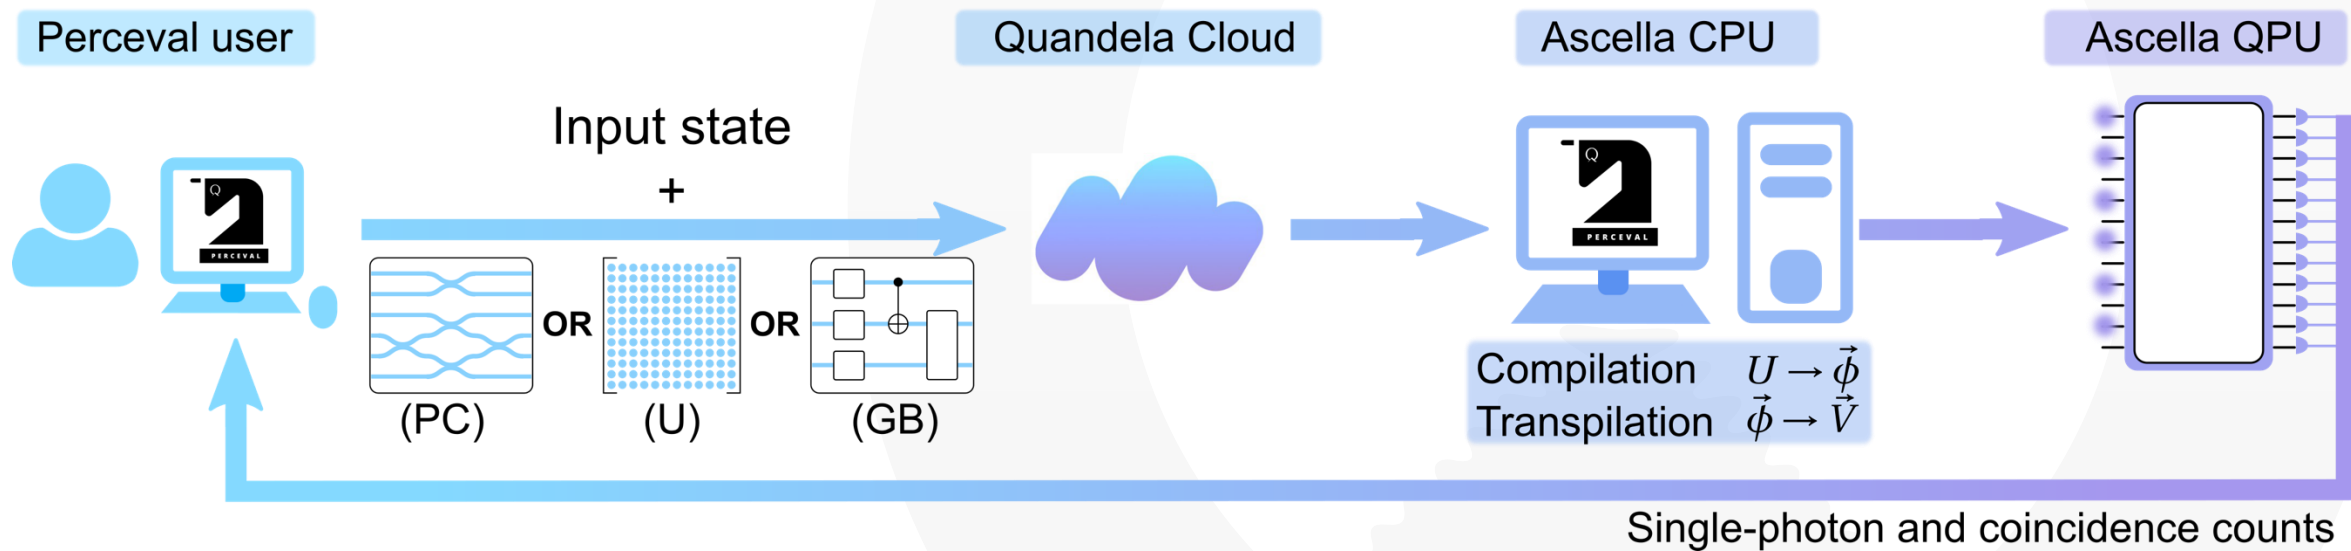 Perceval user
Quandela Cloud
Ascella CPU
Ascella QPU
Input state
+
Q
PERCEVAL
OR
OR
(PC)
(U)
(GB)
Q
PERCEVAL
Compilation U → ϕ⃗
Transpilation ϕ⃗ → V⃗
Single-photon and coincidence counts